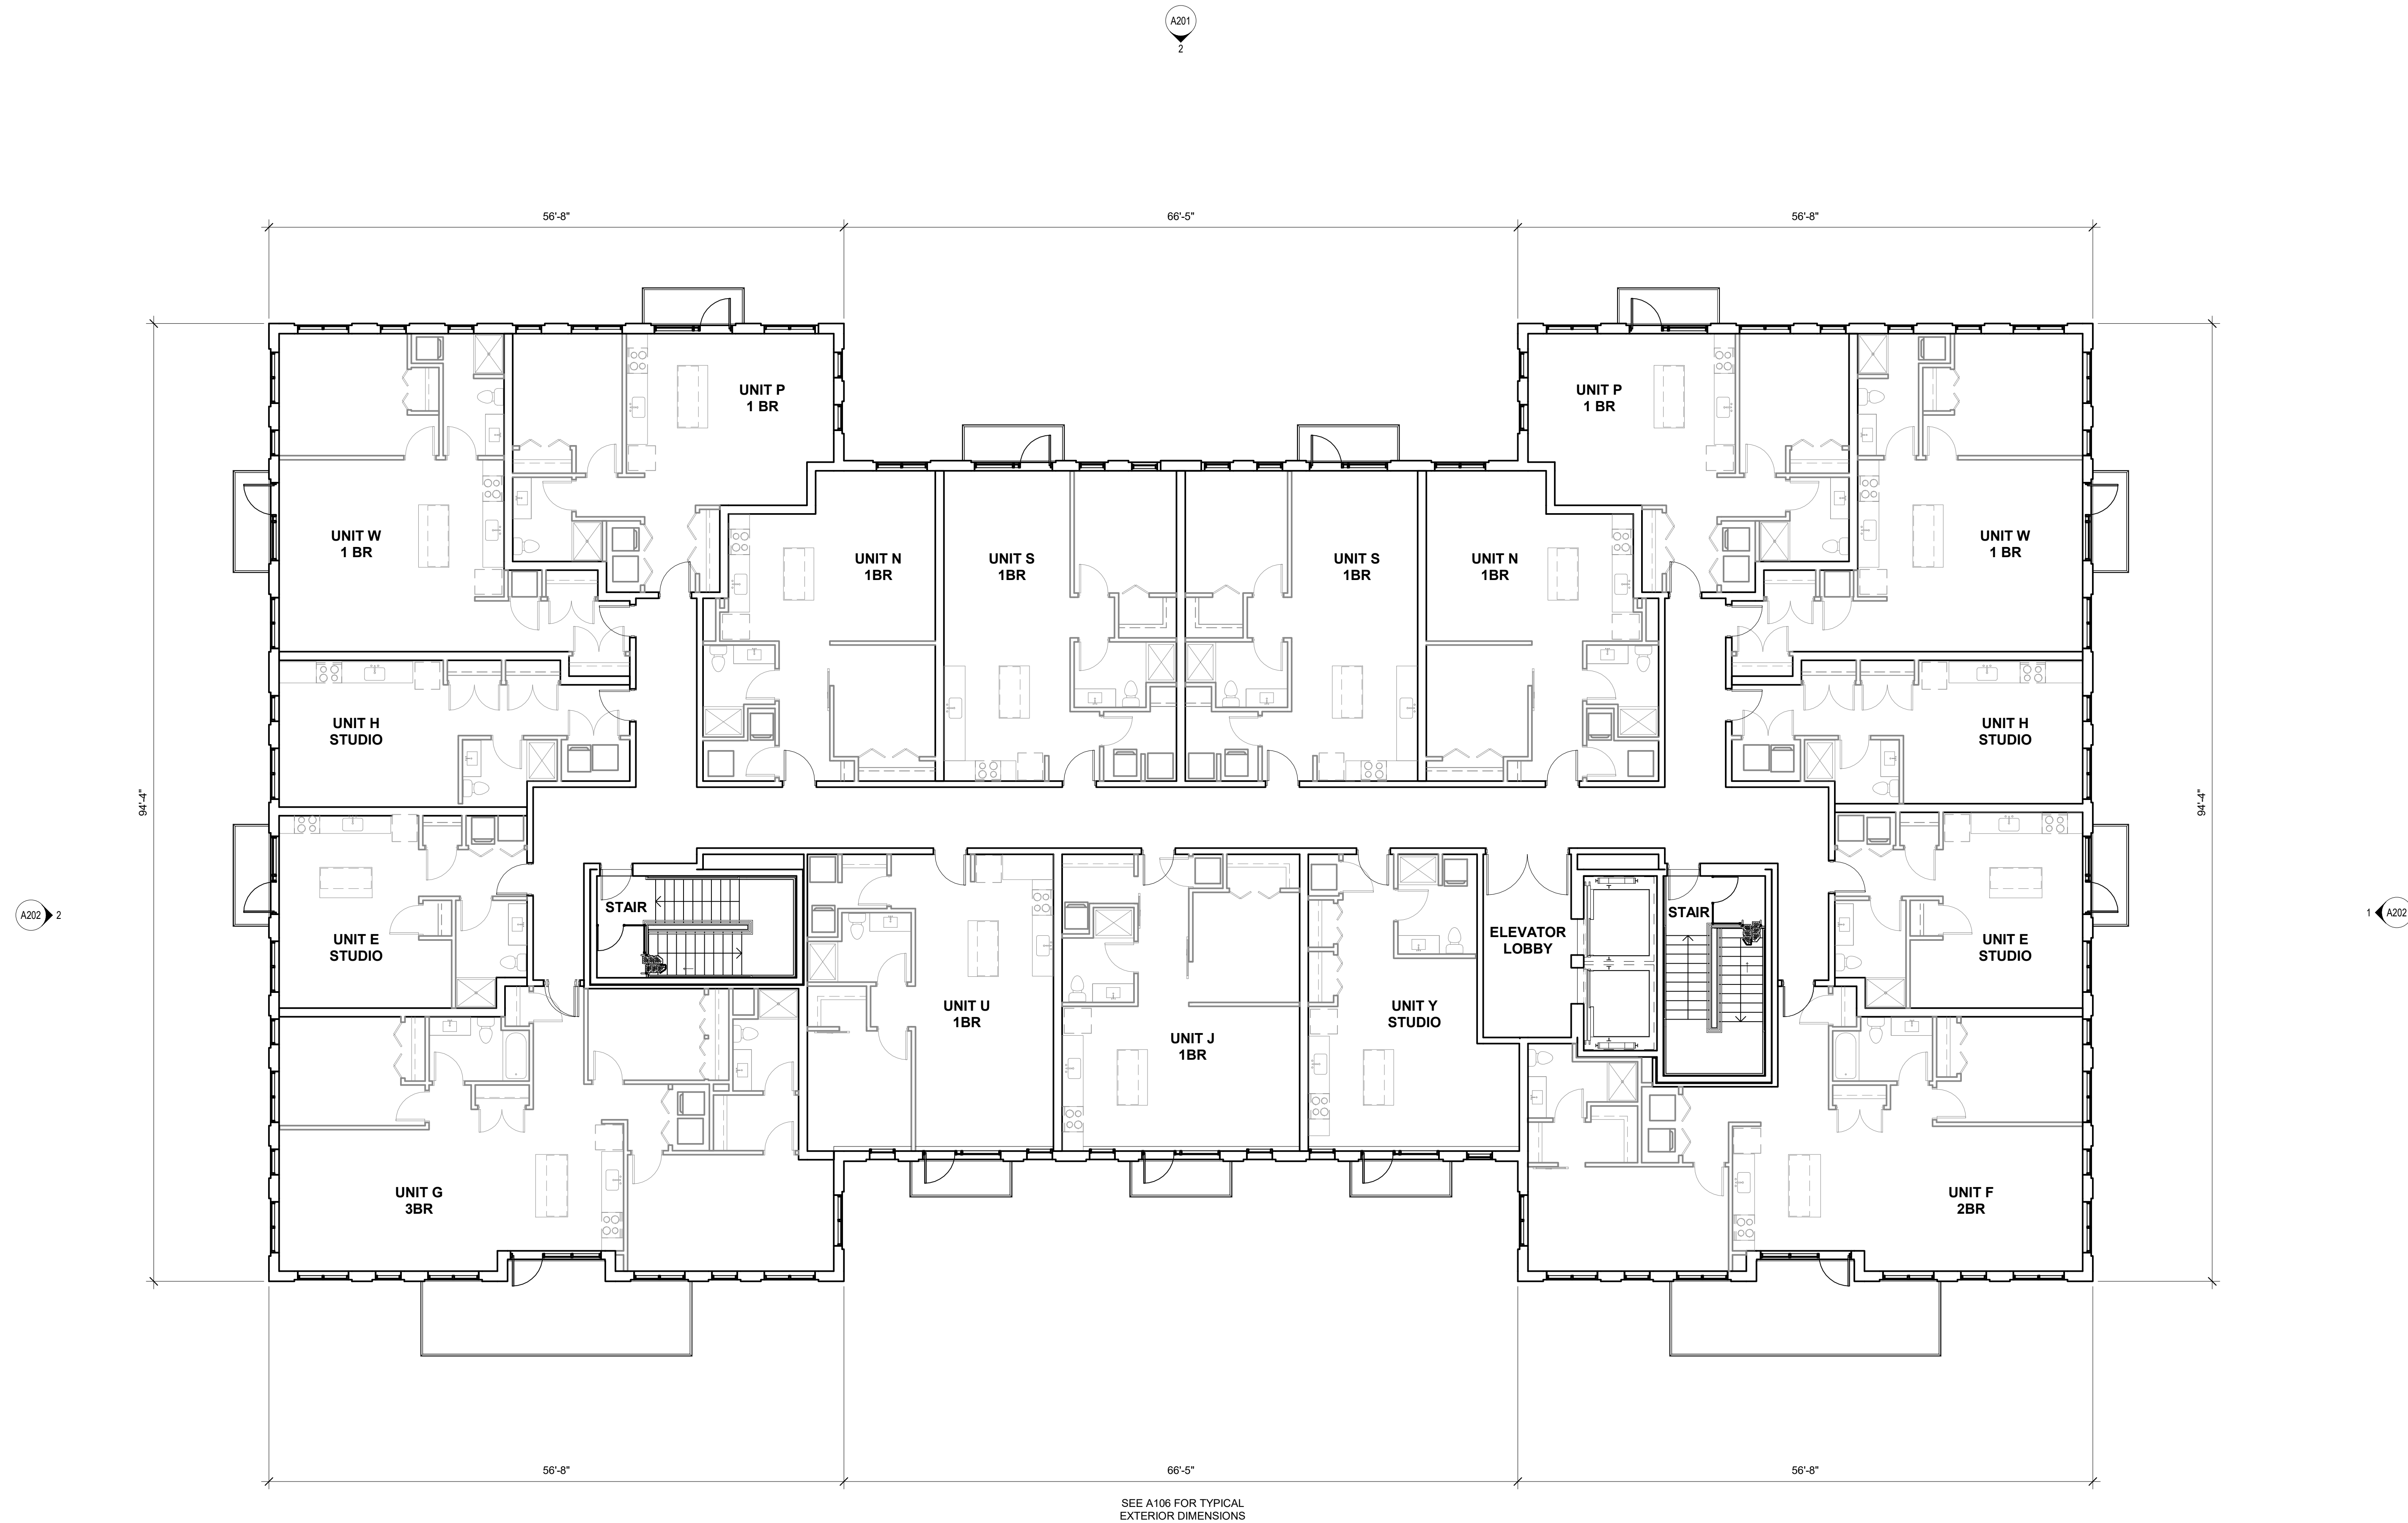 A201
2
56'-8"
66'-5"
56'-8"
UNIT P
1 BR
UNIT P
1 BR
UNIT W
1 BR
UNIT N
1BR
UNIT S
1BR
UNIT S
1BR
UNIT N
1BR
UNIT W
1 BR
UNIT H
STUDIO
UNIT H
STUDIO
94'-4"
94'-4"
A202
2
1
A202
STAIR
STAIR
UNIT E
STUDIO
ELEVATOR
LOBBY
UNIT E
STUDIO
UNIT U
1BR
UNIT J
1BR
UNIT Y
STUDIO
UNIT G
3BR
UNIT F
2BR
56'-8"
66'-5"
56'-8"
SEE A106 FOR TYPICAL
EXTERIOR DIMENSIONS